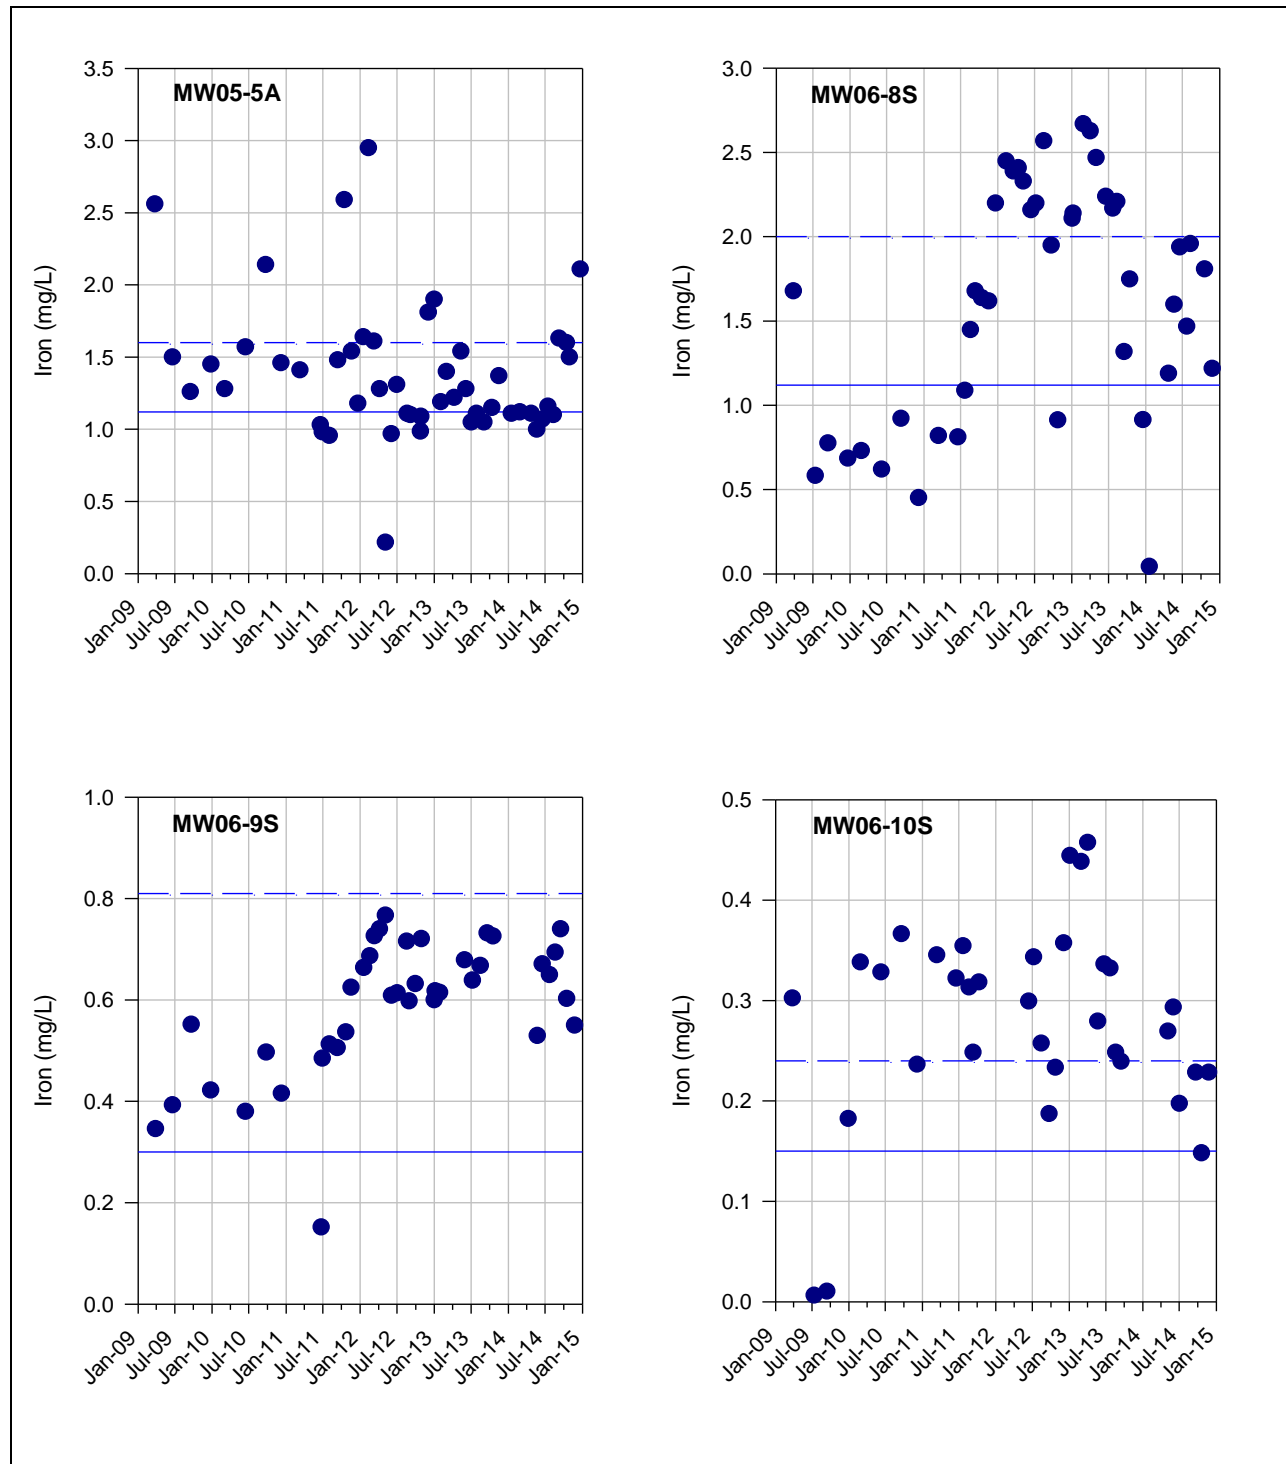 MW05-5A
Iron (mg/L)
3.5
3.0
2.5
2.0
1.5
1.0
0.5
0.0
Jan-09
Jul-09
Jan-10
Jul-10
Jan-11
Jul-11
Jan-12
Jul-12
Jan-13
Jul-13
Jan-14
Jul-14
Jan-15
MW06-8S
Iron (mg/L)
3.0
2.5
2.0
1.5
1.0
0.5
0.0
Jan-09
Jul-09
Jan-10
Jul-10
Jan-11
Jul-11
Jan-12
Jul-12
Jan-13
Jul-13
Jan-14
Jul-14
Jan-15
MW06-9S
Iron (mg/L)
1.0
0.8
0.6
0.4
0.2
0.0
Jan-09
Jul-09
Jan-10
Jul-10
Jan-11
Jul-11
Jan-12
Jul-12
Jan-13
Jul-13
Jan-14
Jul-14
Jan-15
MW06-10S
Iron (mg/L)
0.5
0.4
0.3
0.2
0.1
0.0
Jan-09
Jul-09
Jan-10
Jul-10
Jan-11
Jul-11
Jan-12
Jul-12
Jan-13
Jul-13
Jan-14
Jul-14
Jan-15